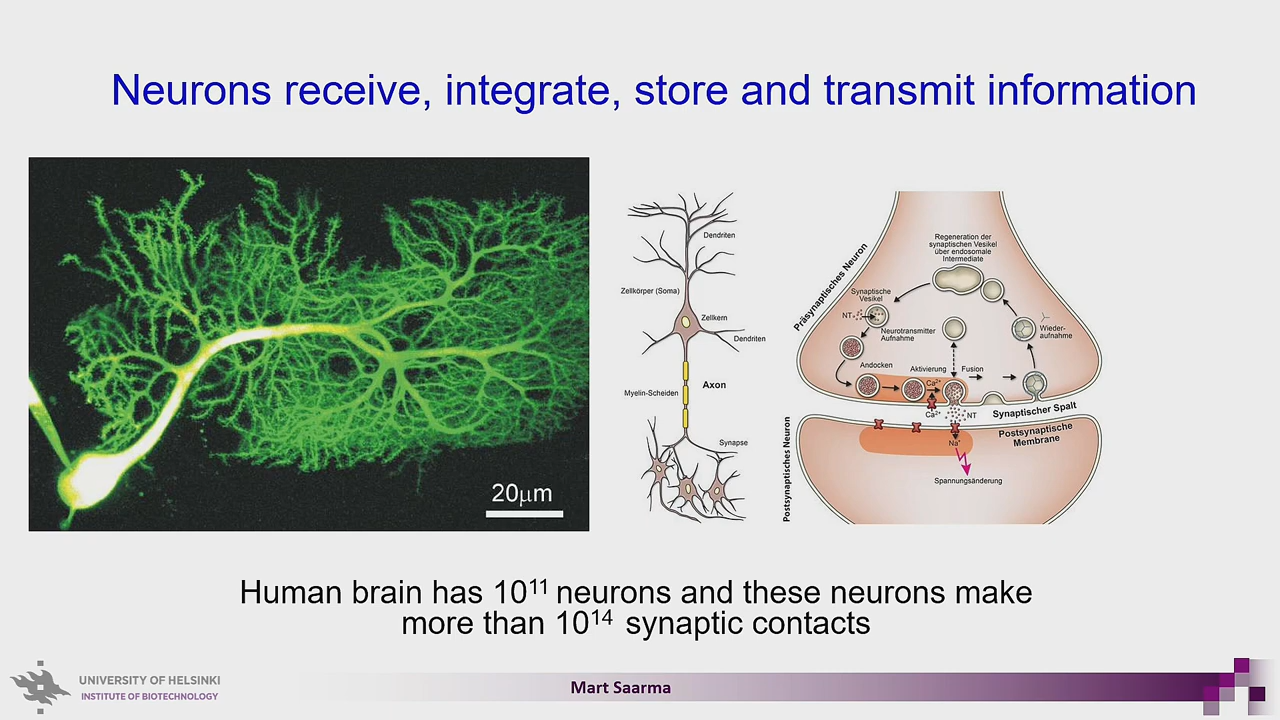 Neurons receive, integrate, store and transmit information
20μm
Dendriten
Zellkörper (Soma)
Zellkern
Dendriten
Axon
Myelin-Scheiden
Synapse
Präsynaptisches Neuron
Regeneration der
synaptischen Vesikel
über endosomale
Intermediate
Synaptische
Vesikel
NT
Neurotransmitter
Aufnahme
Wieder-
aufnahme
Andocken
Aktivierung
Fusion
Ca²⁺
Ca²⁺
NT
Synaptischer Spalt
Postsynaptische
Membrane
Na⁺
Spannungsänderung
Postsynaptisches Neuron
Human brain has 10¹¹ neurons and these neurons make
more than 10¹⁴ synaptic contacts
UNIVERSITY OF HELSINKI
INSTITUTE OF BIOTECHNOLOGY
Mart Saarma